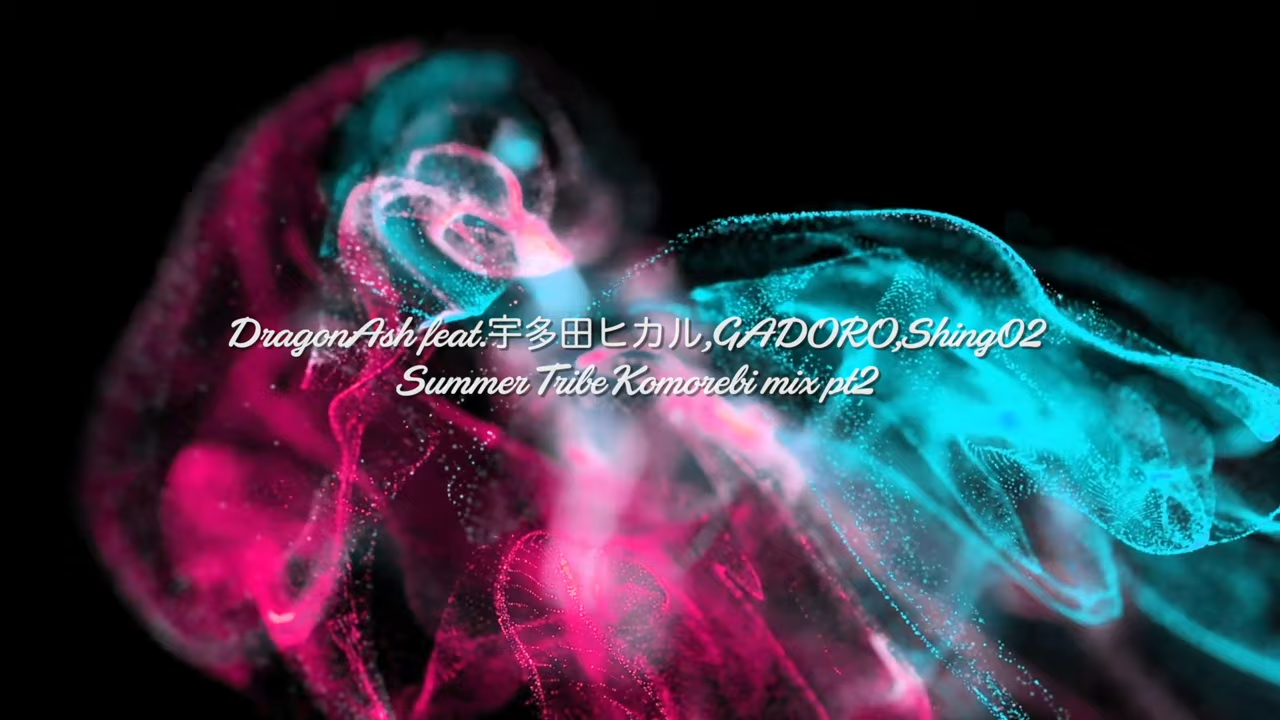 DragonAsh feat.宇多田ヒカル,GADORO,Shing02
Summer Tribe Komorebi mix pt2